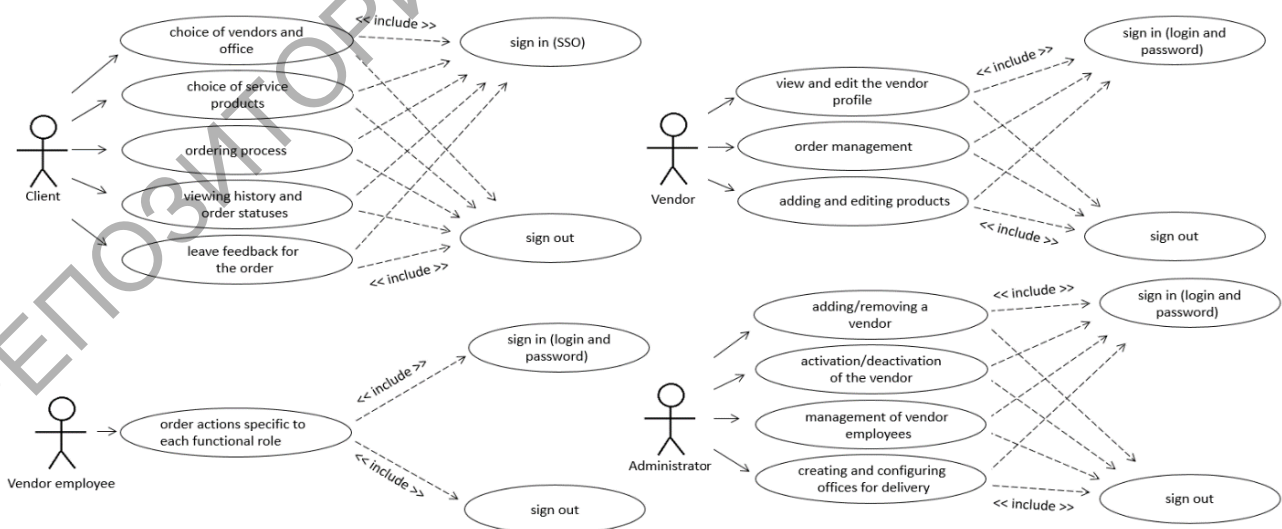 choice of vendors and
office
<< include >>
sign in (SSO)
choice of service
products
ordering process
viewing history and
order statuses
leave feedback for
the order
<< include >>
sign out
Client
sign in (login and
password)
<< include >>
view and edit the vendor
profile
order management
adding and editing products
<< include >>
sign out
Vendor
sign in (login and
password)
<< include >>
order actions specific to
each functional role
<< include >>
sign out
Vendor employee
adding/removing a
vendor
<< include >>
sign in (login and
password)
activation/deactivation
of the vendor
management of vendor
employees
creating and configuring
offices for delivery
<< include >>
sign out
Administrator
ЕПОЗИТОРИ